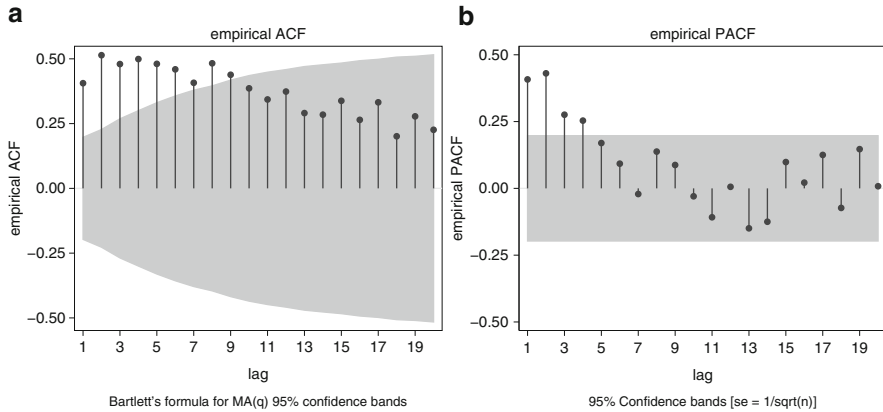 a
empirical ACF
0.50
0.25
0.00
−0.25
−0.50
empirical ACF
1 3 5 7 9 11 13 15 17 19
lag
Bartlett's formula for MA(q) 95% confidence bands
b
empirical PACF
0.50
0.25
0.00
−0.25
−0.50
empirical PACF
1 3 5 7 9 11 13 15 17 19
lag
95% Confidence bands [se = 1/sqrt(n)]